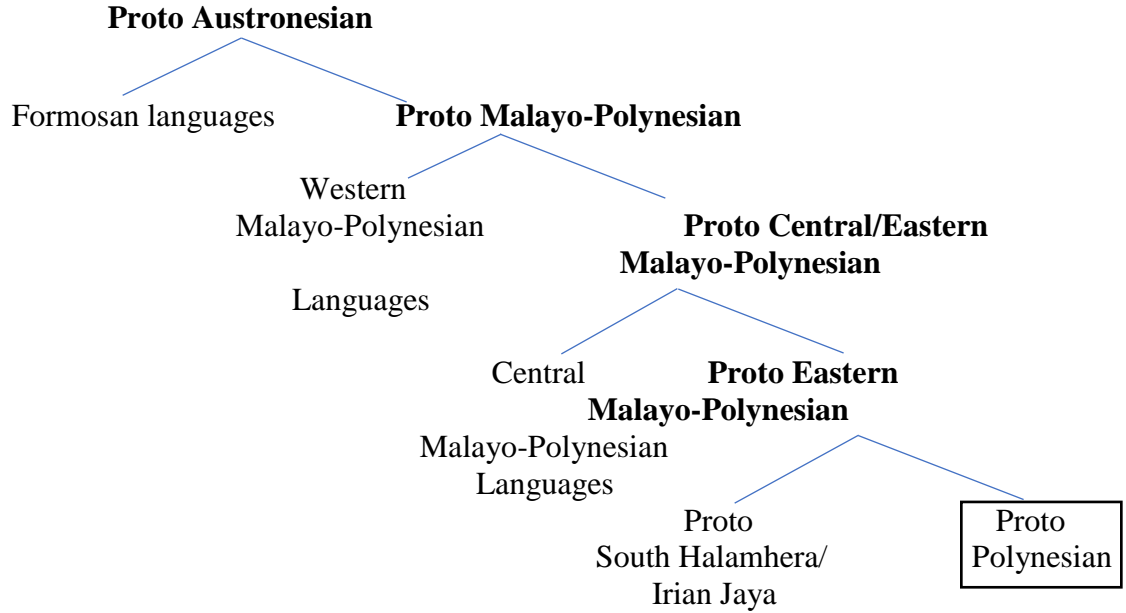 Proto Austronesian
Formosan languages
Proto Malayo-Polynesian
Western
Malayo-Polynesian
Languages
Proto Central/Eastern
Malayo-Polynesian
Central
Malayo-Polynesian
Languages
Proto Eastern
Malayo-Polynesian
Proto
South Halamhera/
Irian Jaya
Proto
Polynesian